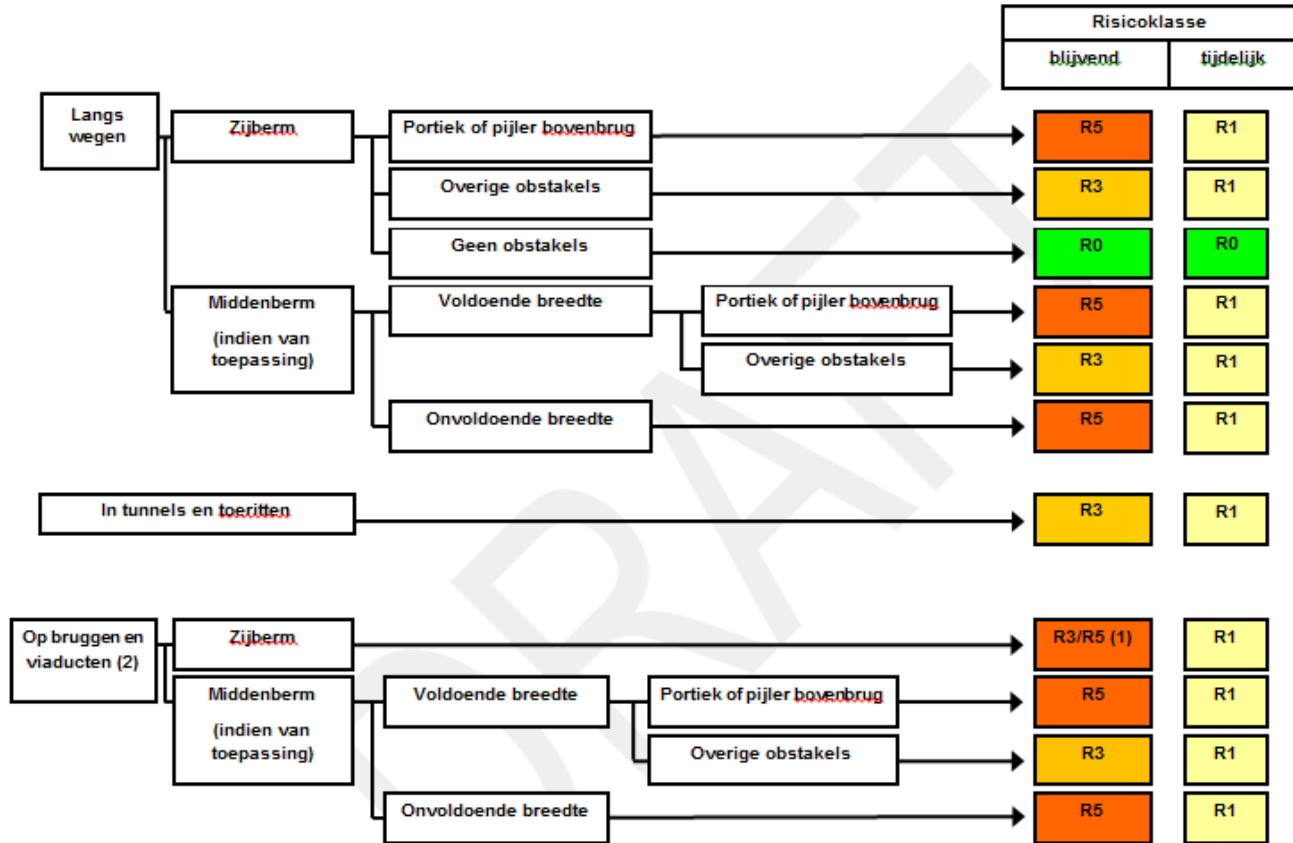 Risicoklasse
blijvend tijdelijk
Langs
wegen
Zijberm
Portiek of pijler bovenbrug
R5 R1
Overige obstakels
R3 R1
Geen obstakels
R0 R0
Middenberm
(indien van
toepassing)
Voldoende breedte
Portiek of pijler bovenbrug
R5 R1
Overige obstakels
R3 R1
Onvoldoende breedte
R5 R1
In tunnels en toeritten
R3 R1
Op bruggen en
viaducten (2)
Zijberm
R3/R5 (1) R1
Middenberm
(indien van
toepassing)
Voldoende breedte
Portiek of pijler bovenbrug
R5 R1
Overige obstakels
R3 R1
Onvoldoende breedte
R5 R1
DRAFT